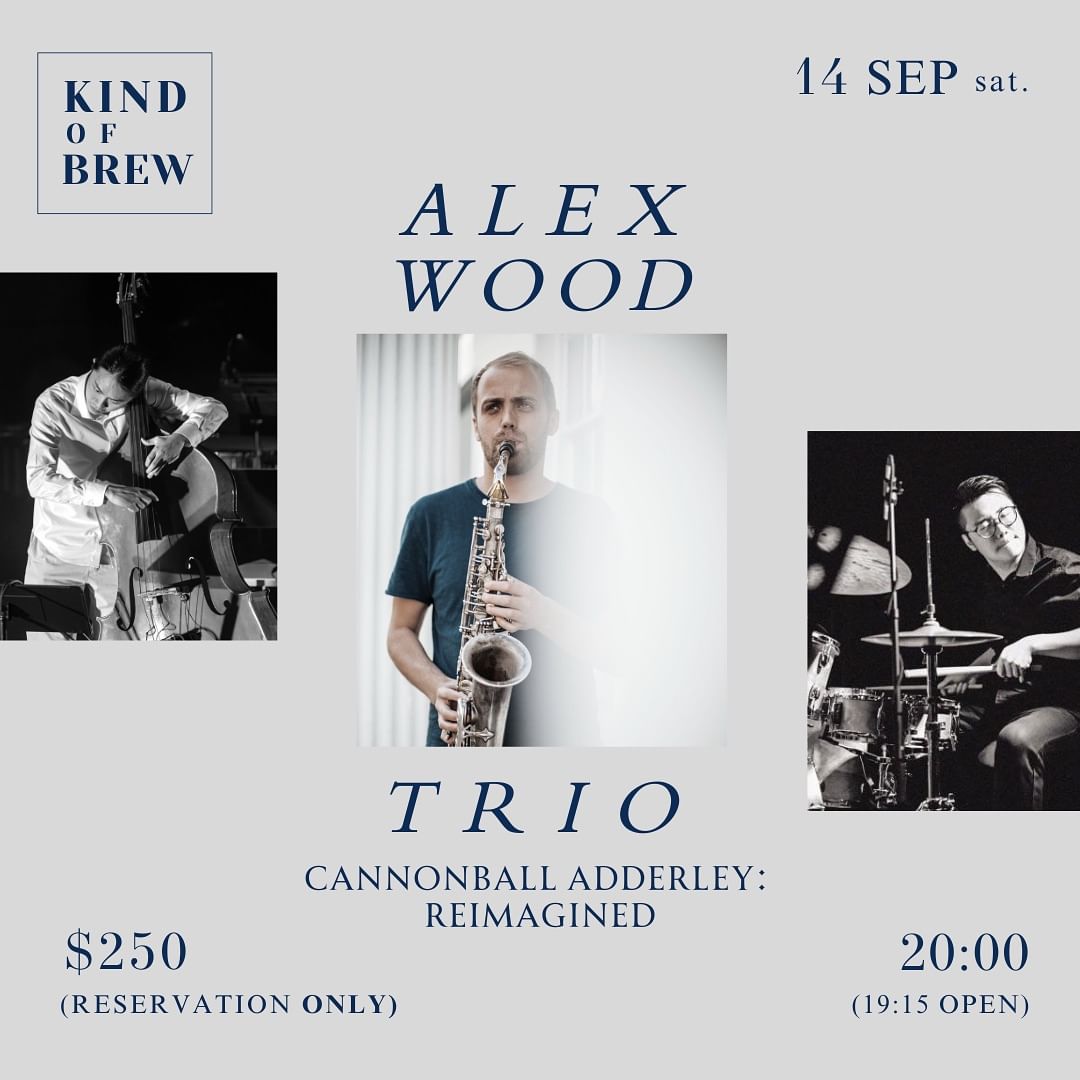 KIND
OF
BREW
14 SEP sat.
ALEX
WOOD
TRIO
CANNONBALL ADDERLEY:
REIMAGINED
$250
(RESERVATION ONLY)
20:00
(19:15 OPEN)